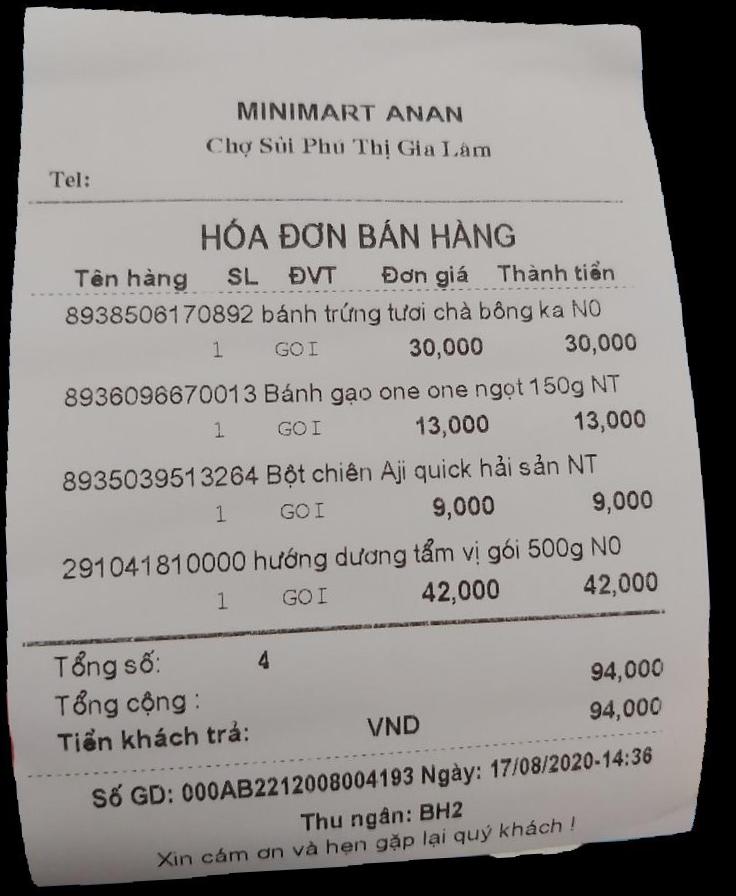 MINIMART ANAN
Chợ Sủi Phú Thị Gia Lâm
Tel:
HÓA ĐƠN BÁN HÀNG
Tên hàng SL ĐVT Đơn giá Thành tiền
8938506170892 bánh trứng tươi chà bông ka N0
1 GOI 30,000 30,000
8936096670013 Bánh gạo one one ngọt 150g NT
1 GOI 13,000 13,000
8935039513264 Bột chiên Aji quick hải sản NT
1 GOI 9,000 9,000
291041810000 hướng dương tẩm vị gói 500g N0
1 GOI 42,000 42,000
Tổng số: 4
Tổng cộng : 94,000
Tiền khách trả: VND 94,000
Số GD: 000AB2212008004193 Ngày: 17/08/2020-14:36
Thu ngân: BH2
Xin cám ơn và hẹn gặp lại quý khách !